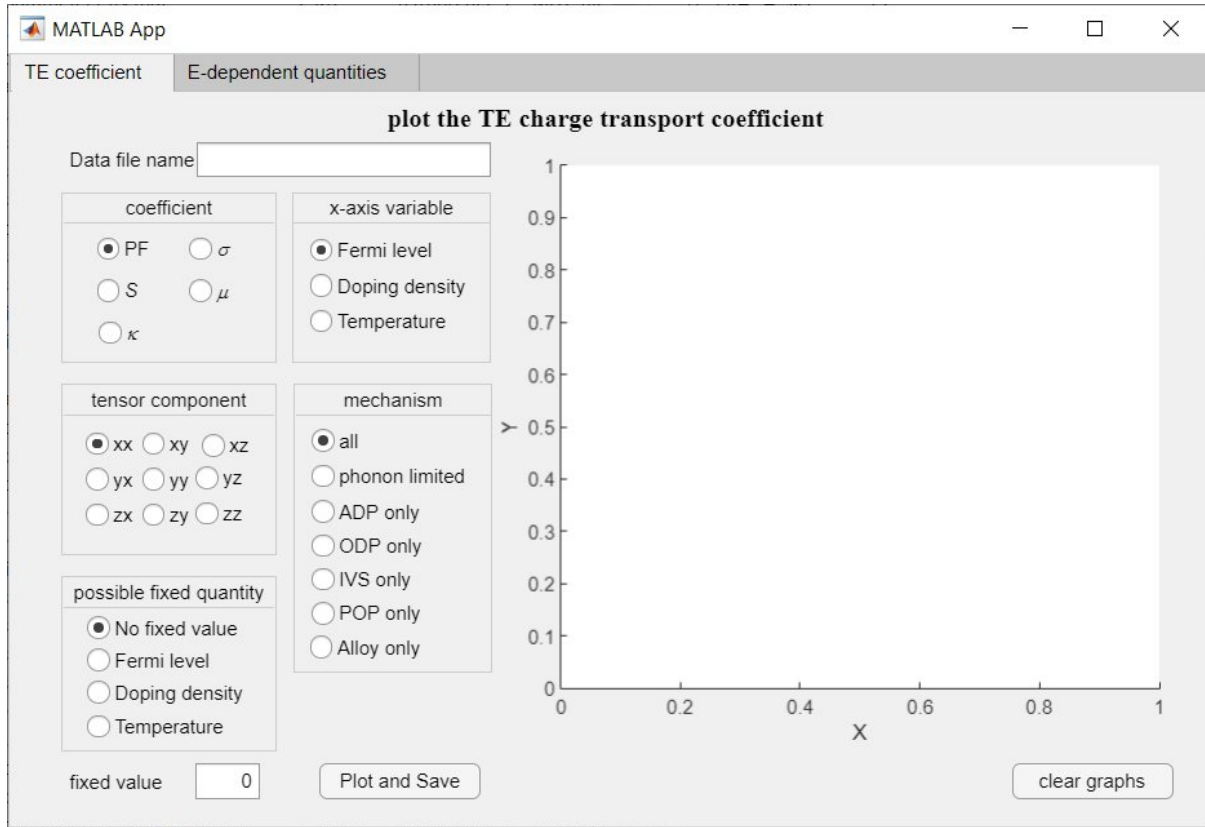 MATLAB App
TE coefficient E-dependent quantities
plot the TE charge transport coefficient
Data file name
coefficient
PF σ
S μ
κ
x-axis variable
Fermi level
Doping density
Temperature
tensor component
xx xy xz
yx yy yz
zx zy zz
mechanism
all
phonon limited
ADP only
ODP only
IVS only
POP only
Alloy only
possible fixed quantity
No fixed value
Fermi level
Doping density
Temperature
fixed value 0
Plot and Save
1
0.9
0.8
0.7
0.6
0.5
0.4
0.3
0.2
0.1
0
Y
0 0.2 0.4 0.6 0.8 1
X
clear graphs